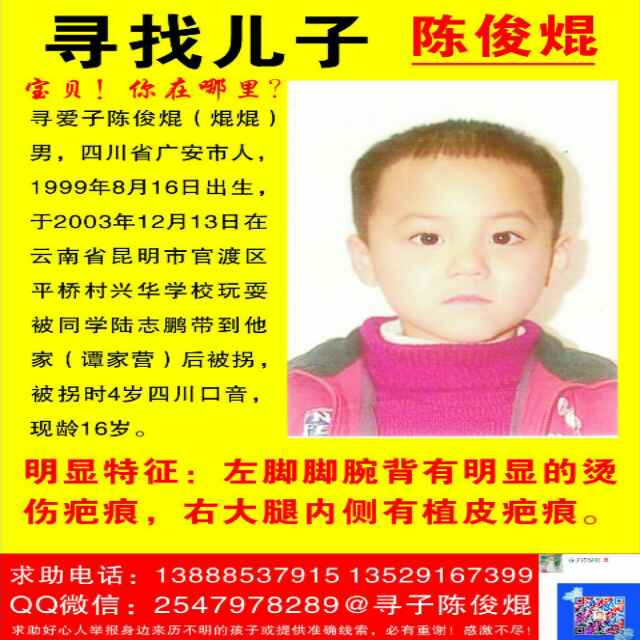 寻找儿子 陈俊焜
宝贝！你在哪里？
寻爱子陈俊焜（焜焜）
男，四川省广安市人，
1999年8月16日出生，
于2003年12月13日在
云南省昆明市官渡区
平桥村兴华学校玩耍
被同学陆志鹏带到他
家（谭家营）后被拐，
被拐时4岁四川口音，
现龄16岁。
明显特征：左脚脚腕背有明显的烫
伤疤痕，右大腿内侧有植皮疤痕。
求助电话：13888537915 13529167399
QQ微信：2547978289@寻子陈俊焜
求助好心人举报身边来历不明的孩子或提供准确线索，必有重谢！感激不尽！